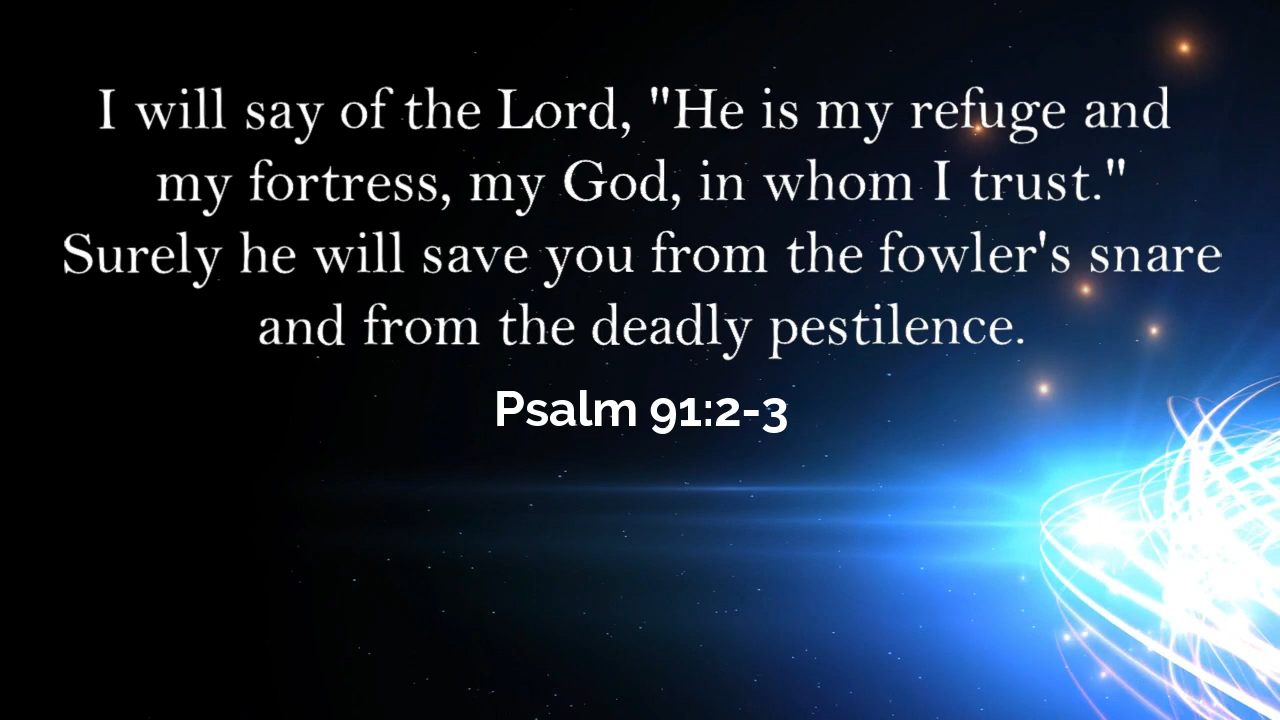 I will say of the Lord, "He is my refuge and
my fortress, my God, in whom I trust."
Surely he will save you from the fowler's snare
and from the deadly pestilence.
Psalm 91:2-3